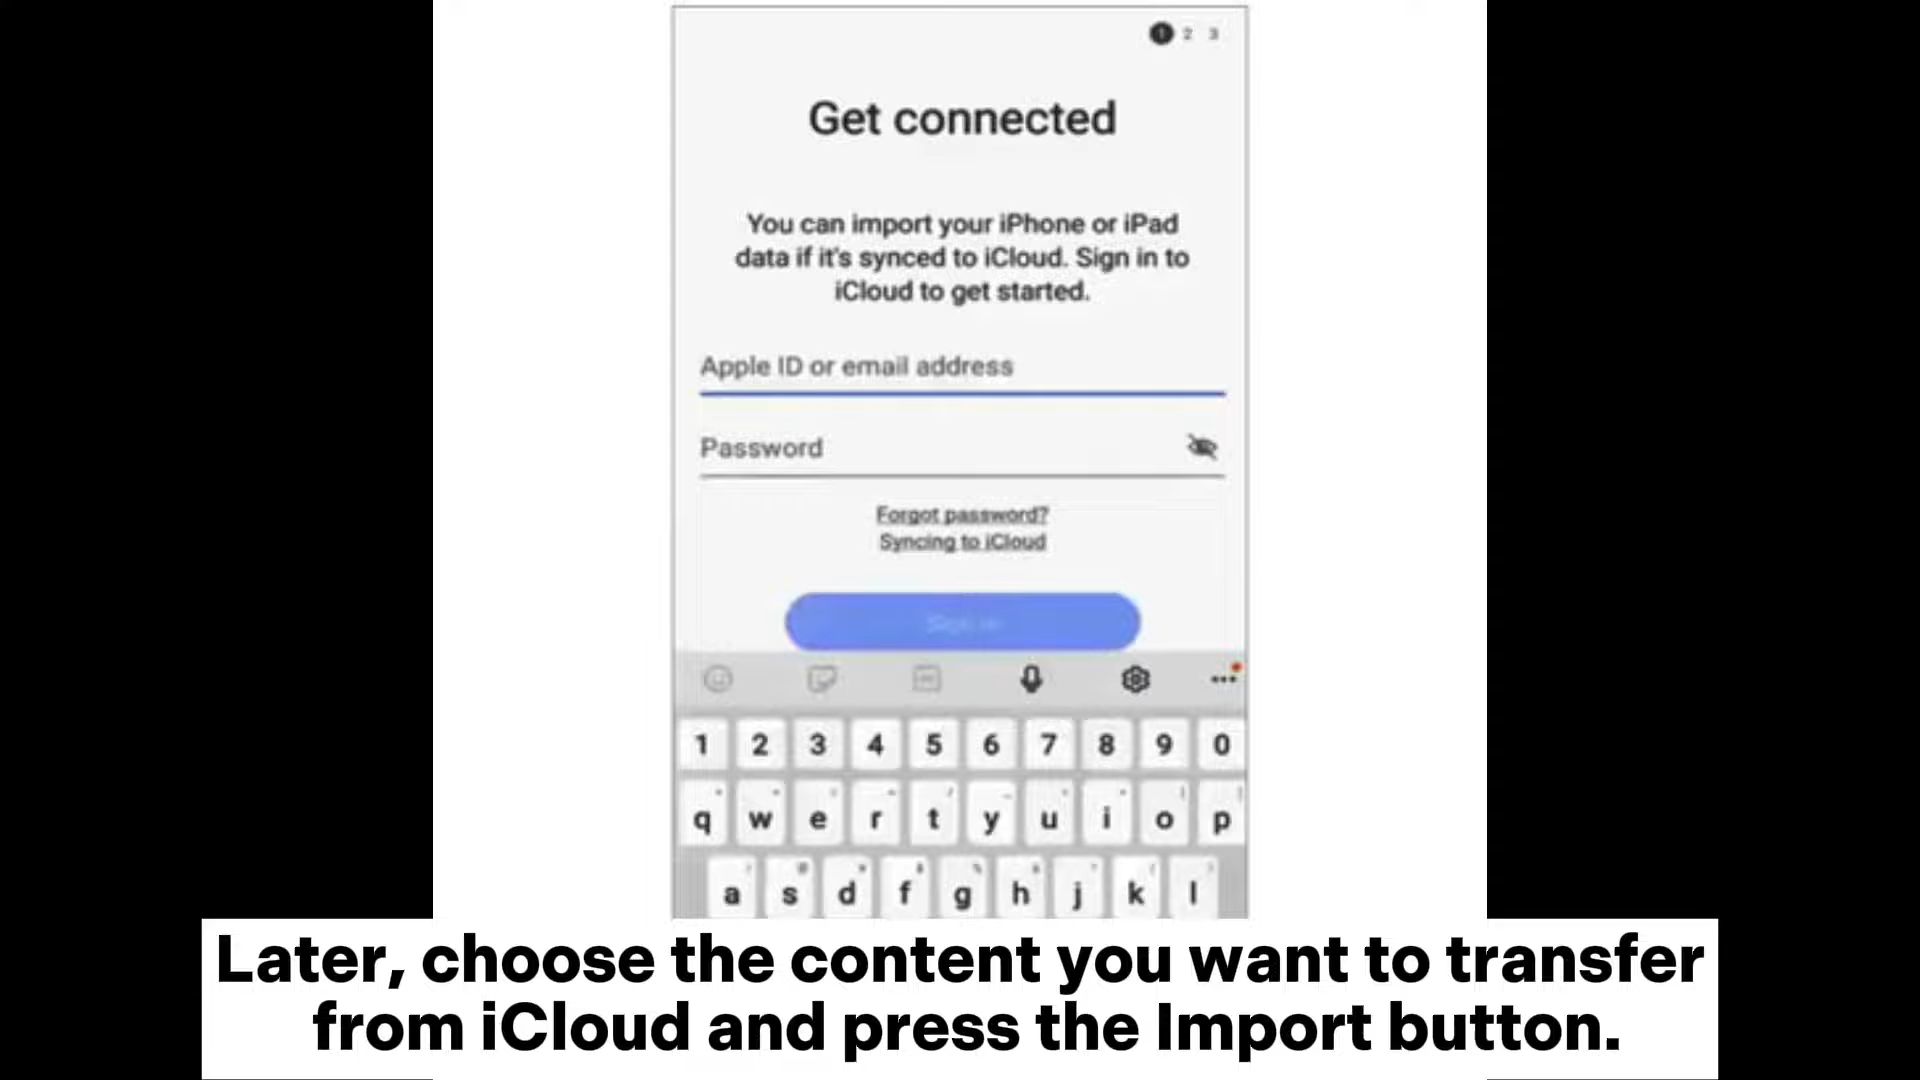 1 2 3
Get connected
You can import your iPhone or iPad
data if it's synced to iCloud. Sign in to
iCloud to get started.
Apple ID or email address
Password
Forgot password?
Syncing to iCloud
Sign in
1 2 3 4 5 6 7 8 9 0
q w e r t y u i o p
a s d f g h j k l
Later, choose the content you want to transfer
from iCloud and press the Import button.